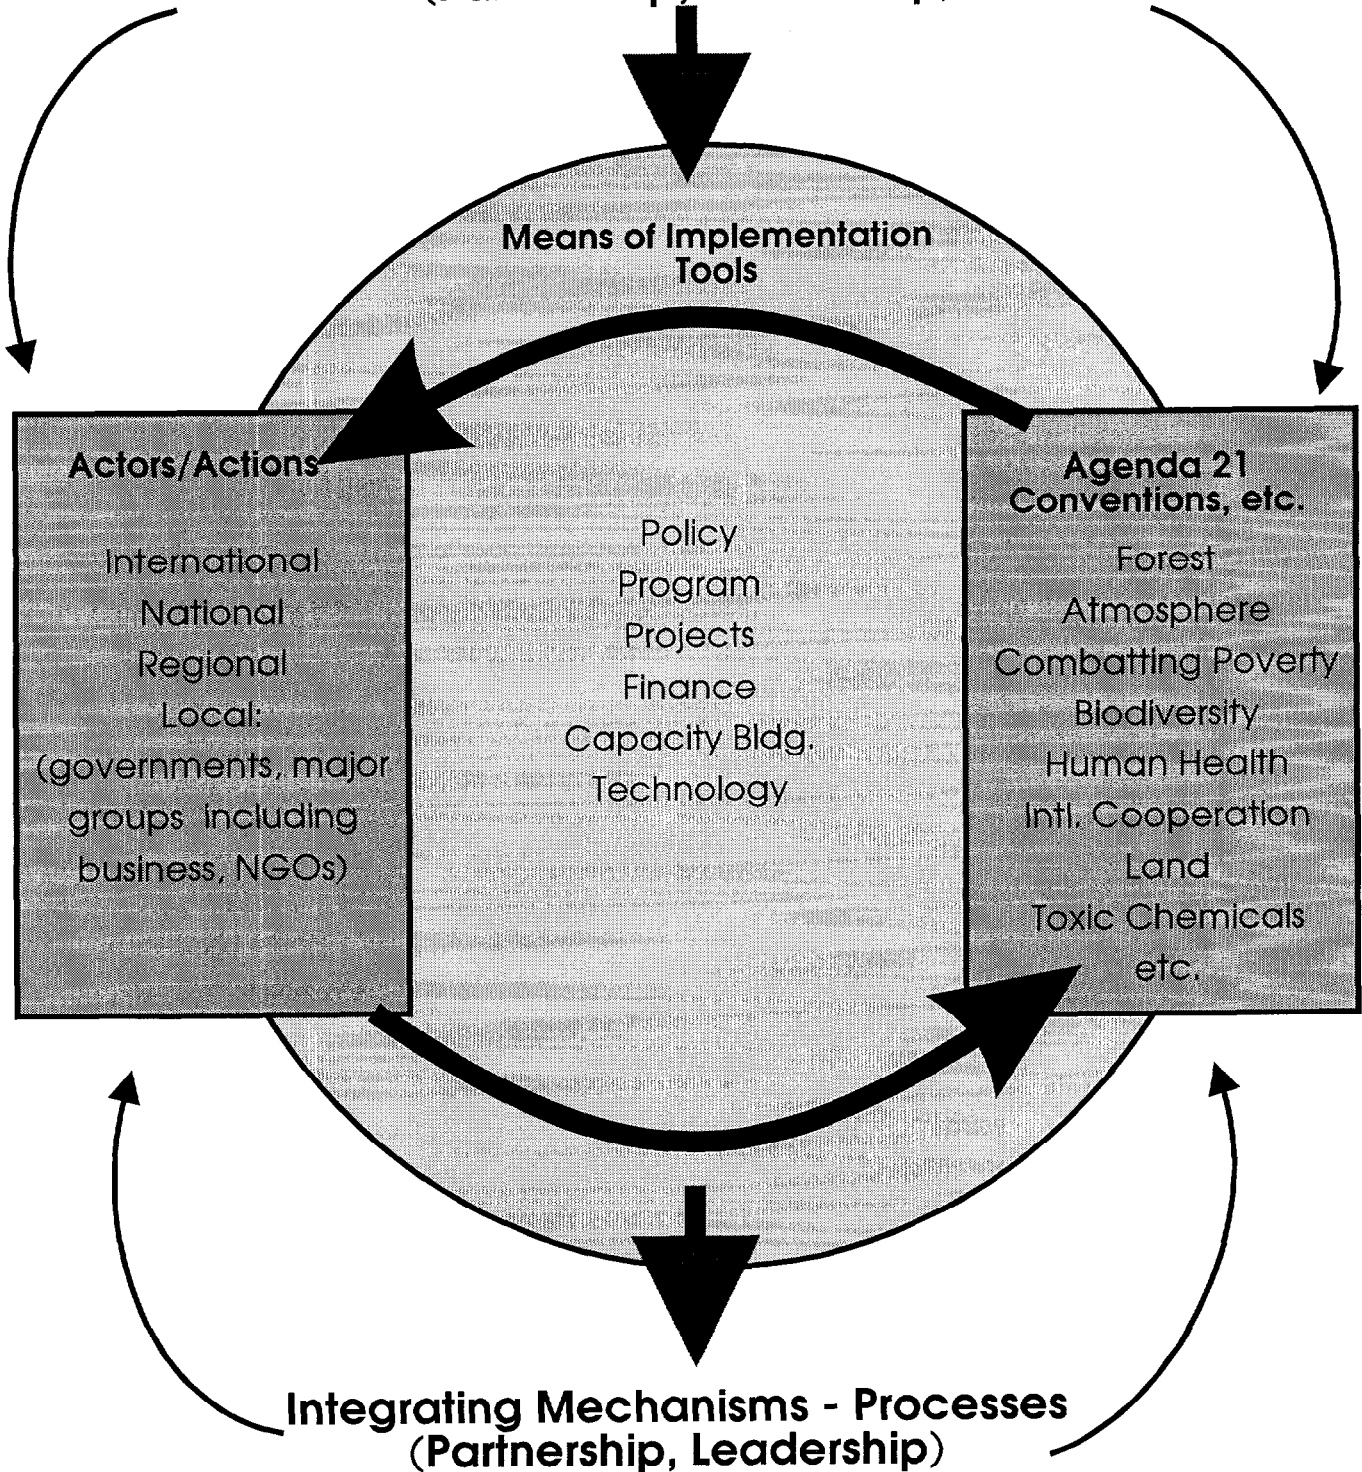 Means of Implementation
Tools
Actors/Actions
International
National
Regional
Local:
(governments, major
groups including
business, NGOs)
Policy
Program
Projects
Finance
Capacity Bldg.
Technology
Agenda 21
Conventions, etc.
Forest
Atmosphere
Combatting Poverty
Biodiversity
Human Health
Intl. Cooperation
Land
Toxic Chemicals
etc.
Integrating Mechanisms - Processes
(Partnership, Leadership)